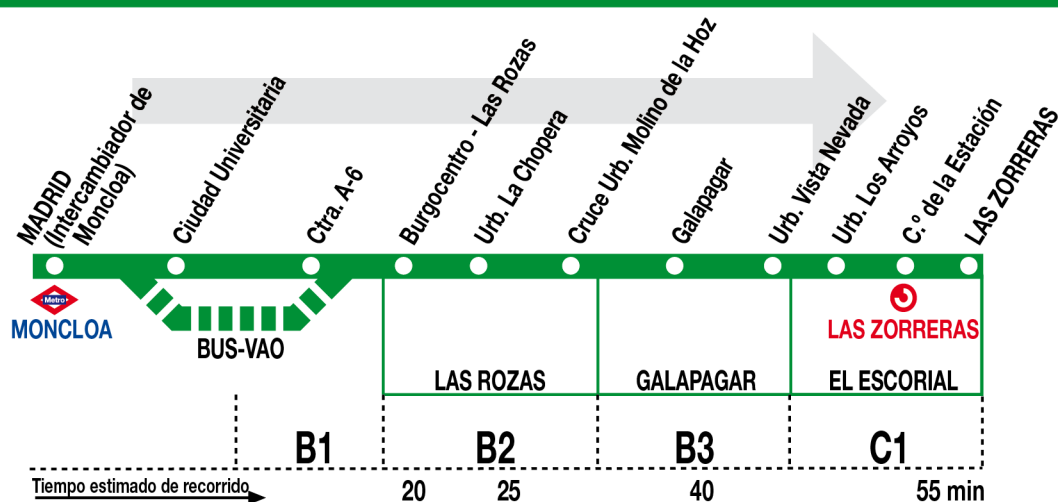 MADRID
(Intercambiador de
Moncloa)
Ciudad Universitaria
Ctra. A-6
Burgocentro - Las Rozas
Urb. La Chopera
Cruce Urb. Molino de la Hoz
Galapagar
Urb. Vista Nevada
Urb. Los Arroyos
C.º de la Estación
LAS ZORRERAS
Metro
MONCLOA
BUS-VAO
LAS ZORRERAS
LAS ROZAS
GALAPAGAR
EL ESCORIAL
B1
B2
B3
C1
Tiempo estimado de recorrido
20
25
40
55 min